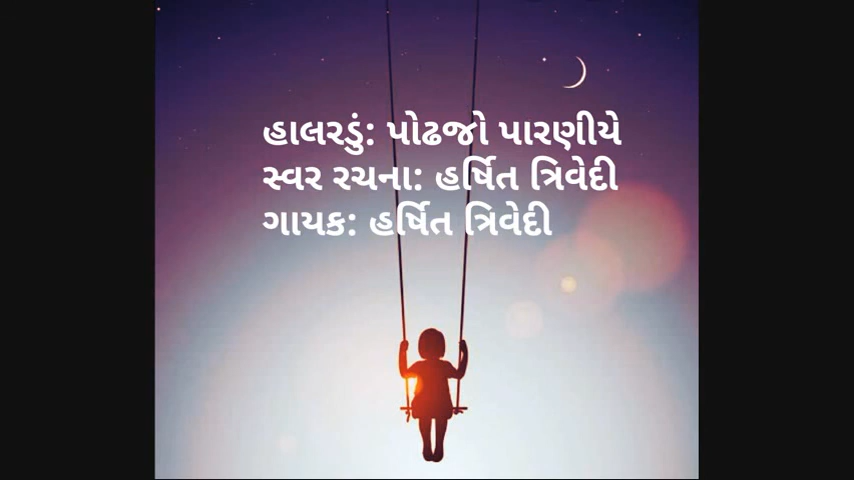 હાલરડું: પોઢજો પારણીયે
સ્વર રચના: હર્ષિત ત્રિવેદી
ગાયક: હર્ષિત ત્રિવેદી